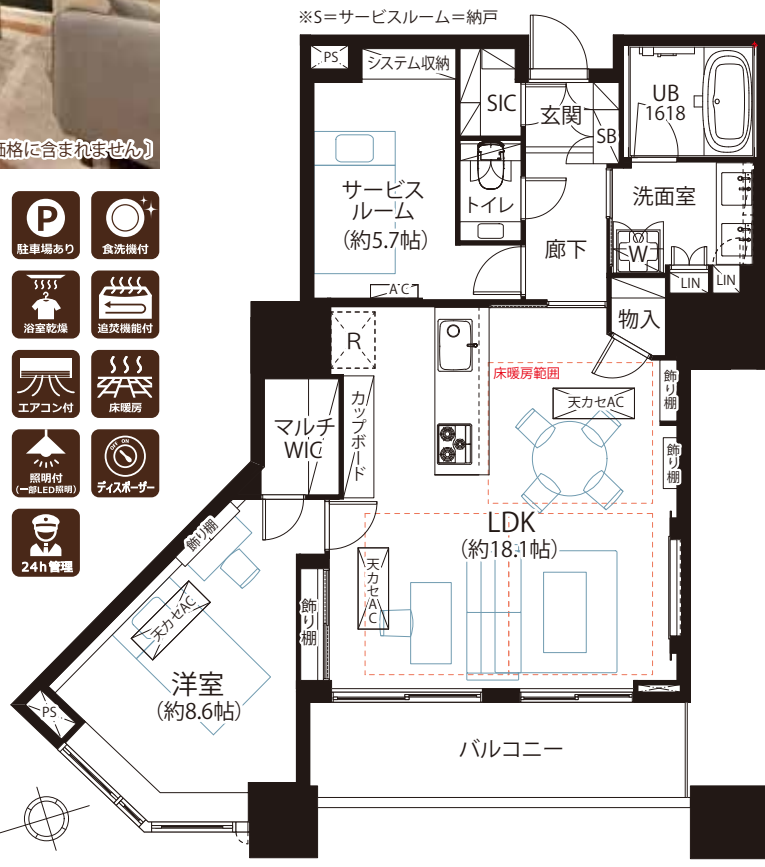 ※S=サービスルーム=納戸
格に含まれません〕
P
駐車場あり
食洗機付
浴室乾燥
追焚機能付
エアコン付
床暖房
照明付
(一部LED照明)
OFF ON
ディスポーザー
24h管理
PS
システム収納
SIC
玄関
SB
UB
1618
サービス
ルーム
(約5.7帖)
トイレ
洗面室
廊下
W
LIN
LIN
AC
物入
R
床暖房範囲
飾り棚
天カセAC
カップボード
マルチ
WIC
飾り棚
LDK
(約18.1帖)
飾り棚
天カセAC
天カセAC
飾り棚
洋室
(約8.6帖)
PS
バルコニー